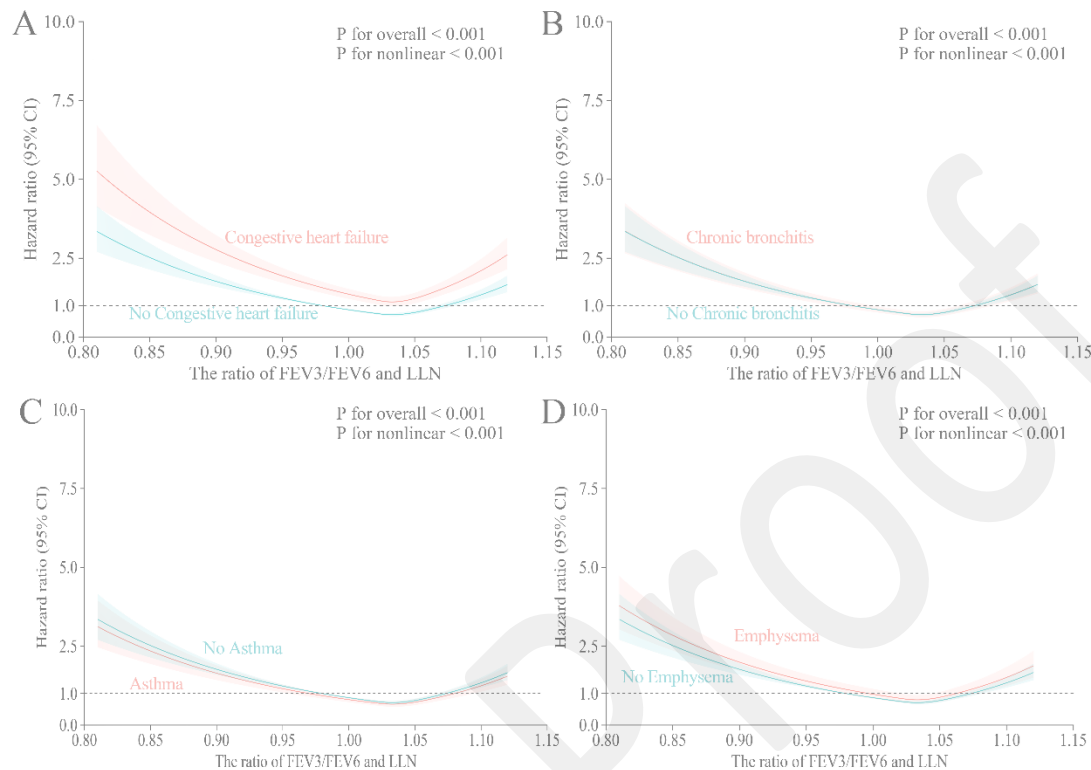 A
10.0
P for overall < 0.001
P for nonlinear < 0.001
7.5
5.0
2.5
1.0
0.0
Hazard ratio (95% CI)
Congestive heart failure
No Congestive heart failure
0.80 0.85 0.90 0.95 1.00 1.05 1.10 1.15
The ratio of FEV3/FEV6 and LLN
B
10.0
P for overall < 0.001
P for nonlinear < 0.001
7.5
5.0
2.5
1.0
0.0
Hazard ratio (95% CI)
Chronic bronchitis
No Chronic bronchitis
0.80 0.85 0.90 0.95 1.00 1.05 1.10 1.15
The ratio of FEV3/FEV6 and LLN
C
10.0
P for overall < 0.001
P for nonlinear < 0.001
7.5
5.0
2.5
1.0
0.0
Hazard ratio (95% CI)
No Asthma
Asthma
0.80 0.85 0.90 0.95 1.00 1.05 1.10 1.15
The ratio of FEV3/FEV6 and LLN
D
10.0
P for overall < 0.001
P for nonlinear < 0.001
7.5
5.0
2.5
1.0
0.0
Hazard ratio (95% CI)
Emphysema
No Emphysema
0.80 0.85 0.90 0.95 1.00 1.05 1.10 1.15
The ratio of FEV3/FEV6 and LLN
Proof